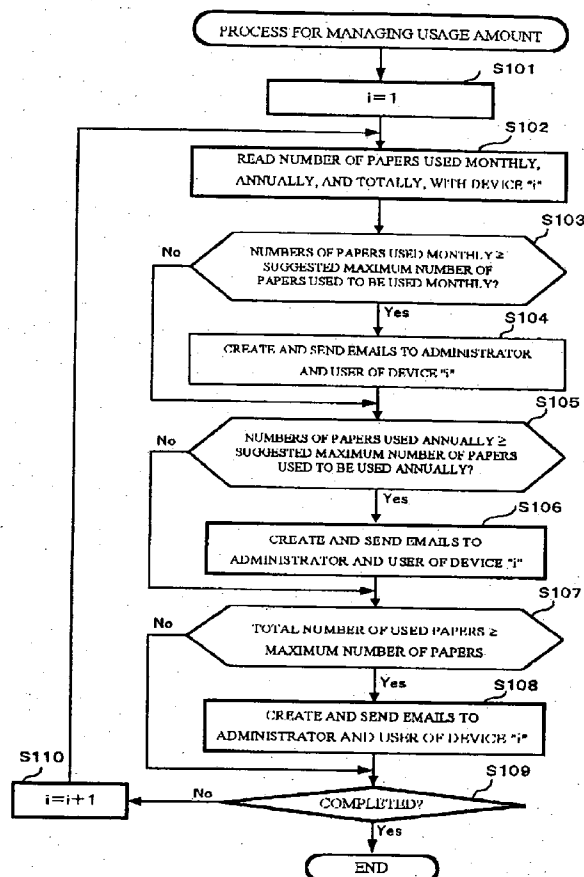 PROCESS FOR MANAGING USAGE AMOUNT
S101
i=1
S102
READ NUMBER OF PAPERS USED MONTHLY,
ANNUALLY, AND TOTALLY, WITH DEVICE "i"
S103
No
NUMBERS OF PAPERS USED MONTHLY ≥
SUGGESTED MAXIMUM NUMBER OF
PAPERS USED TO BE USED MONTHLY?
Yes
S104
CREATE AND SEND EMAILS TO ADMINISTRATOR
AND USER OF DEVICE "i"
S105
No
NUMBERS OF PAPERS USED ANNUALLY ≥
SUGGESTED MAXIMUM NUMBER OF PAPERS
USED TO BE USED ANNUALLY?
Yes
S106
CREATE AND SEND EMAILS TO
ADMINISTRATOR AND USER OF DEVICE "i"
S107
No
TOTAL NUMBER OF USED PAPERS ≥
MAXIMUM NUMBER OF PAPERS
Yes
S108
CREATE AND SEND EMAILS TO
ADMINISTRATOR AND USER OF DEVICE "i"
S110
i=i+1
No
S109
COMPLETED?
Yes
END